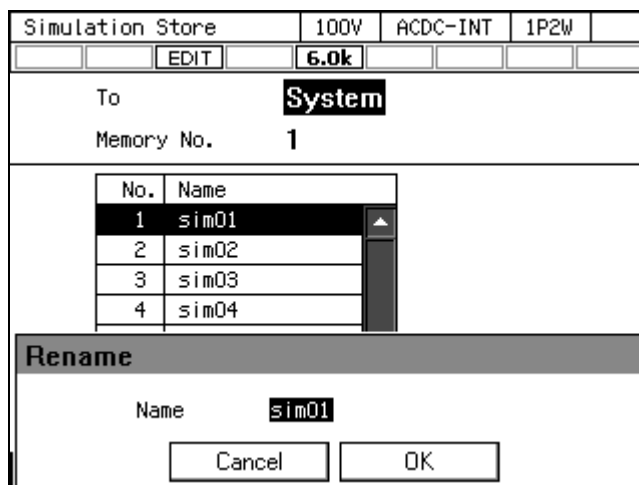 Simulation Store 100V ACDC-INT 1P2W
EDIT 6.0k
To System
Memory No. 1
No. Name
1 sim01
2 sim02
3 sim03
4 sim04
Rename
Name sim01
Cancel OK